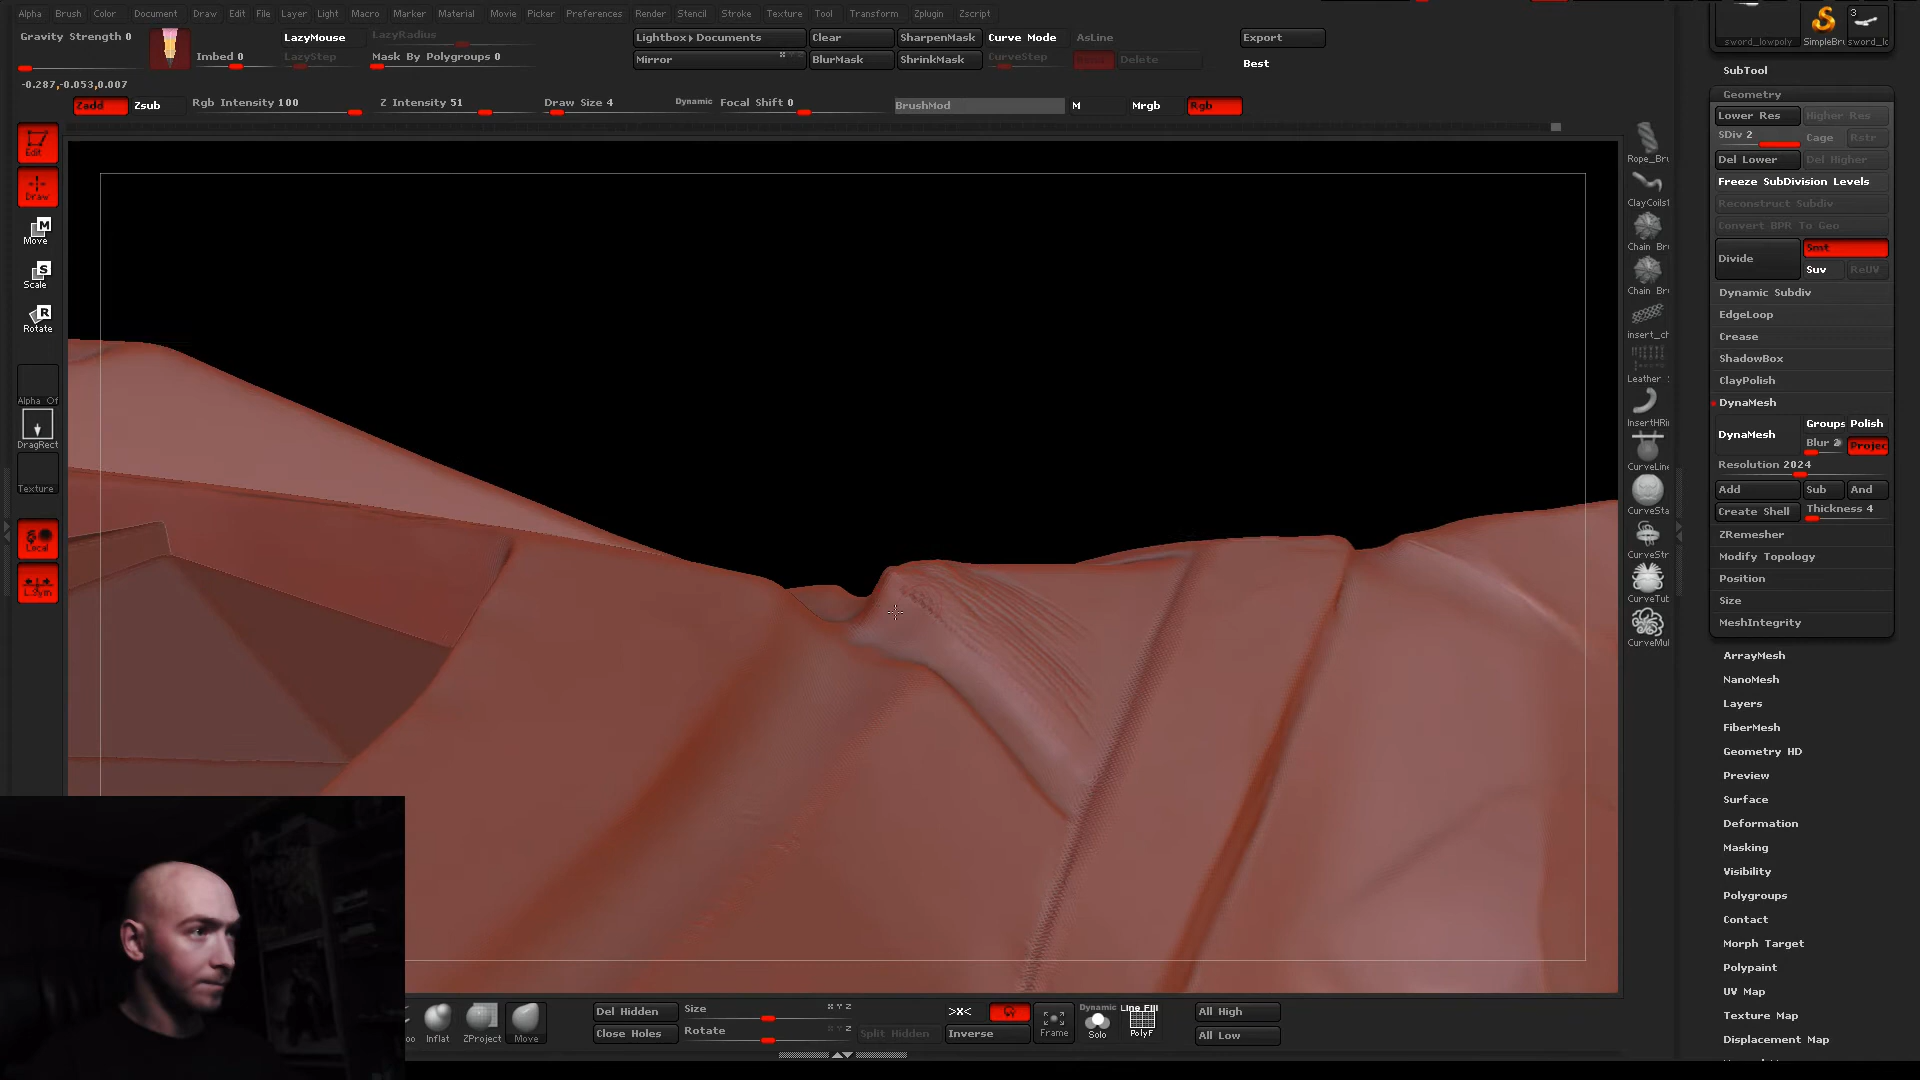 Alpha Brush Color Document Draw Edit File Layer Light Macro Marker Material Movie Picker Preferences Render Stencil Stroke Texture Tool Transform Zplugin Zscript
Gravity Strength 0
Imbed 0
LazyMouse
LazyStep
LazyRadius
Mask By Polygroups 0
Lightbox▸Documents
Mirror
Clear
BlurMask
SharpenMask
ShrinkMask
Curve Mode
CurveStep
AsLine
Delete
Export
Best
-0.287,-0.053,0.007
Zadd Zsub Rgb Intensity 100 Z Intensity 51 Draw Size 4 Dynamic Focal Shift 0 BrushMod M Mrgb Rgb
Edit
Draw
Move
Scale
Rotate
Alpha Of
DragRect
Texture
Local
L.Sym
Rope_Bru
ClayCoils1
Chain Br
Chain Br
insert_ch
Leather
InsertHRi
CurveLin
CurveSta
CurveStr
CurveTub
CurveMul
sword_lowpoly
SimpleBru
3
sword_lo
SubTool
Geometry
Lower Res Higher Res
SDiv 2 Cage Rstr
Del Lower Del Higher
Freeze SubDivision Levels
Reconstruct Subdiv
Convert BPR To Geo
Divide Smt
Suv ReUV
Dynamic Subdiv
EdgeLoop
Crease
ShadowBox
ClayPolish
DynaMesh
DynaMesh Groups Polish
Blur 2 Projec
Resolution 2024
Add Sub And
Create Shell Thickness 4
ZRemesher
Modify Topology
Position
Size
MeshIntegrity
ArrayMesh
NanoMesh
Layers
FiberMesh
Geometry HD
Preview
Surface
Deformation
Masking
Visibility
Polygroups
Contact
Morph Target
Polypaint
UV Map
Texture Map
Displacement Map
oo Inflat ZProject Move
Del Hidden
Close Holes
Size X Y Z
Rotate Z
Split Hidden
>X<
Inverse
Frame
Dynamic
Solo
Line Fill
PolyF
All High
All Low